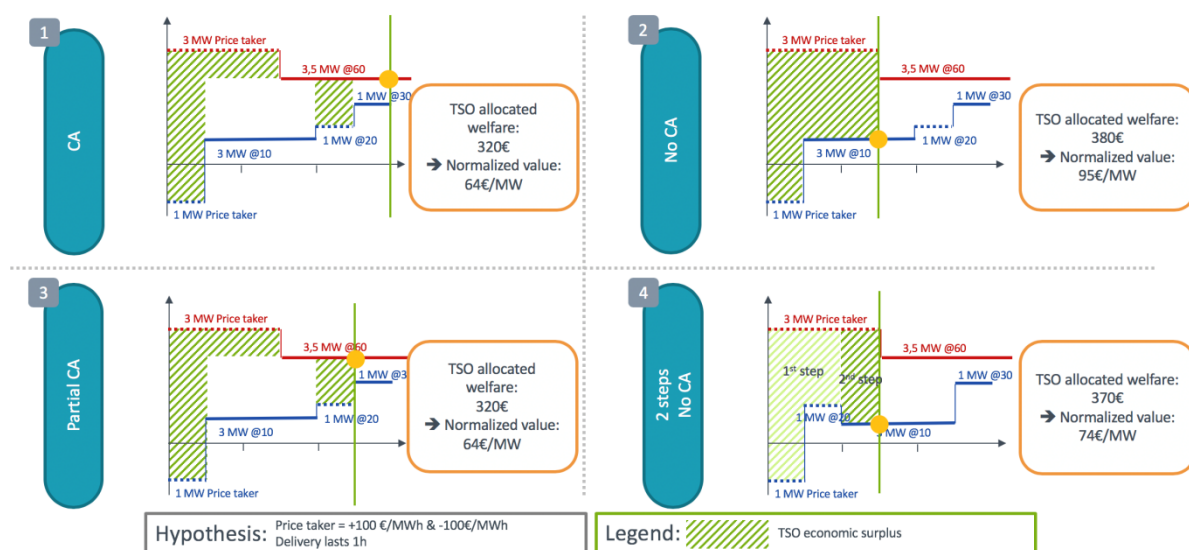 1
CA
3 MW Price taker
3,5 MW @60
1 MW @30
1 MW @20
3 MW @10
1 MW Price taker
TSO allocated
welfare:
320€
➔ Normalized value:
64€/MW
2
No CA
3 MW Price taker
3,5 MW @60
1 MW @30
1 MW @20
3 MW @10
1 MW Price taker
TSO allocated welfare:
380€
➔ Normalized value:
95€/MW
3
Partial CA
3 MW Price taker
3,5 MW @60
1 MW @3
1 MW @20
3 MW @10
1 MW Price taker
TSO allocated
welfare:
320€
➔ Normalized value:
64€/MW
4
2 steps
No CA
3 MW Price taker
3,5 MW @60
1st step
2nd step
1 MW @30
1 MW @20
MW @10
1 MW Price taker
TSO allocated welfare:
370€
➔ Normalized value:
74€/MW
Hypothesis:
Price taker = +100 €/MWh & -100€/MWh
Delivery lasts 1h
Legend:
TSO economic surplus